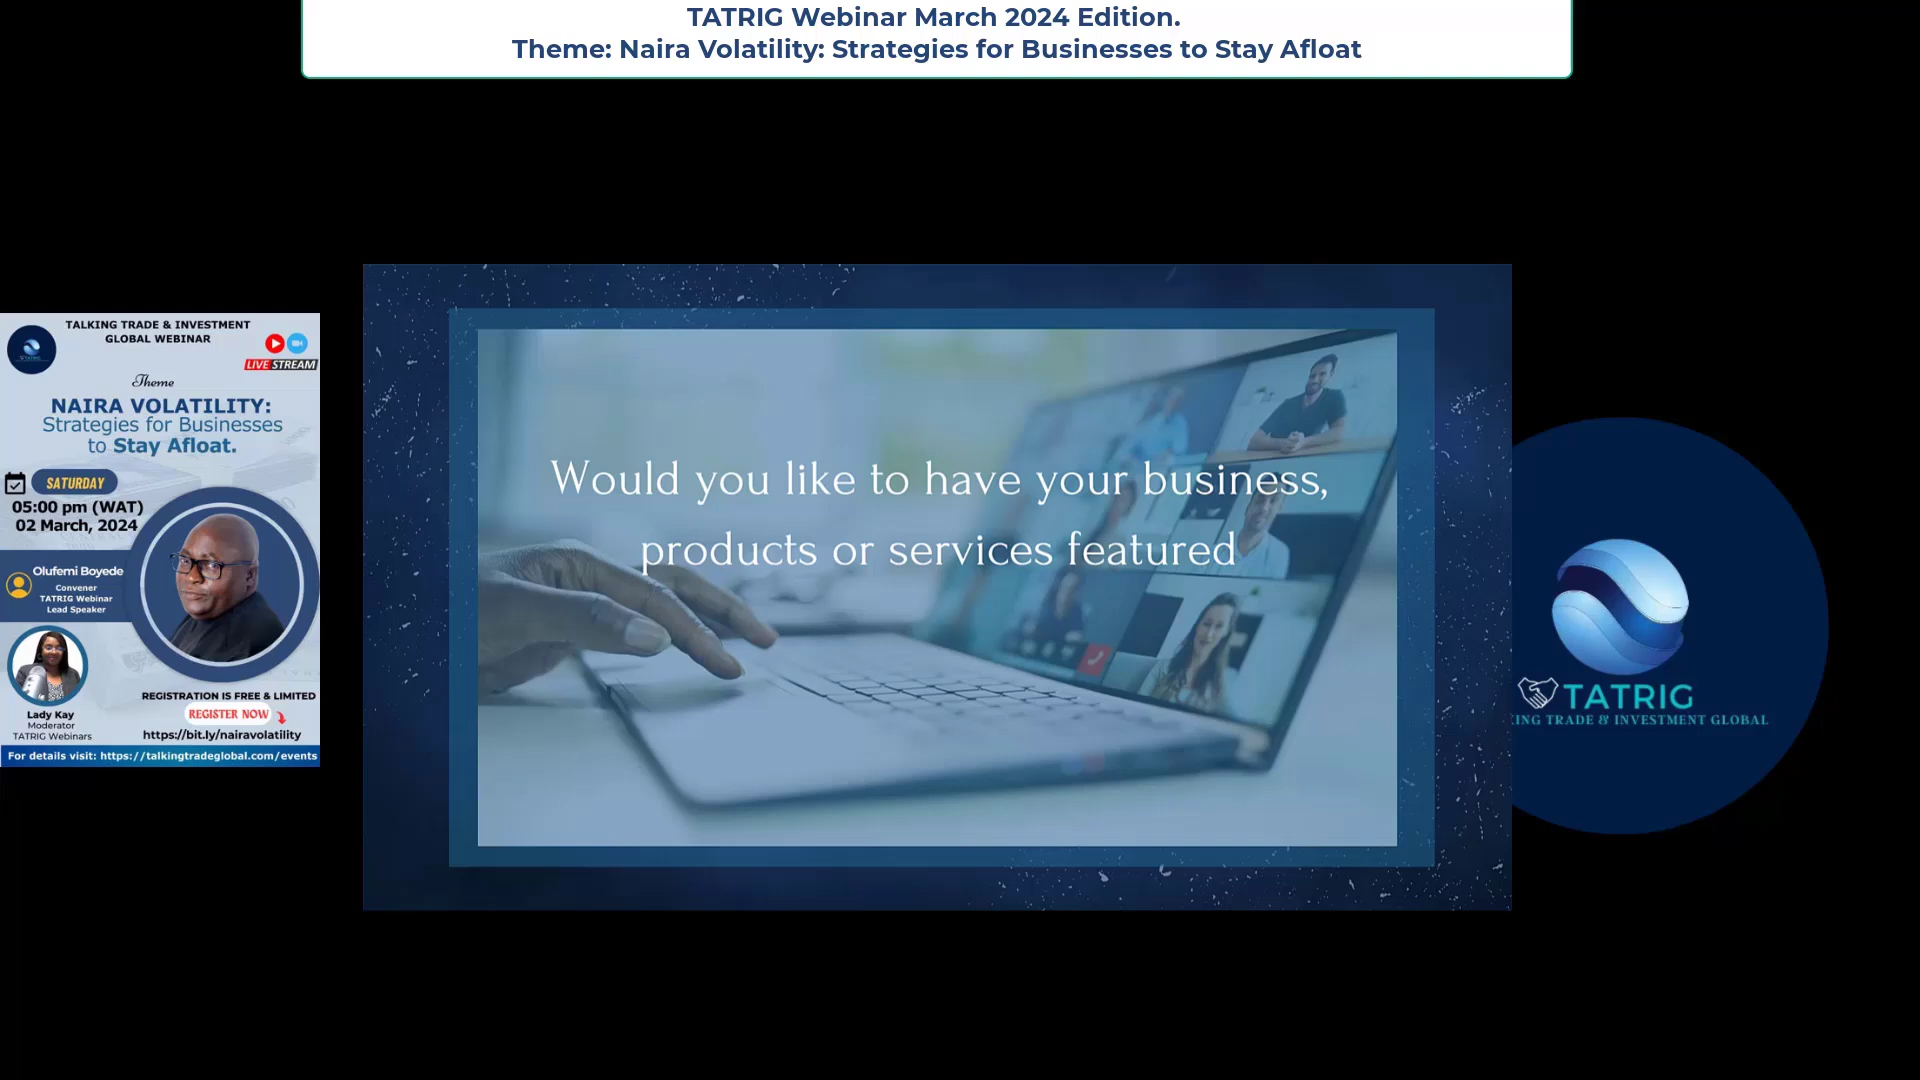 TATRIG Webinar March 2024 Edition.
Theme: Naira Volatility: Strategies for Businesses to Stay Afloat
TALKING TRADE & INVESTMENT
GLOBAL WEBINAR
LIVE STREAM
Theme
NAIRA VOLATILITY:
Strategies for Businesses
to Stay Afloat.
SATURDAY
05:00 pm (WAT)
02 March, 2024
Olufemi Boyede
Convener
TATRIG Webinar
Lead Speaker
Lady Kay
Moderator
TATRIG Webinars
REGISTRATION IS FREE & LIMITED
REGISTER NOW
https://bit.ly/nairavolatility
For details visit: https://talkingtradeglobal.com/events
Would you like to have your business,
products or services featured
TATRIG
KING TRADE & INVESTMENT GLOBAL